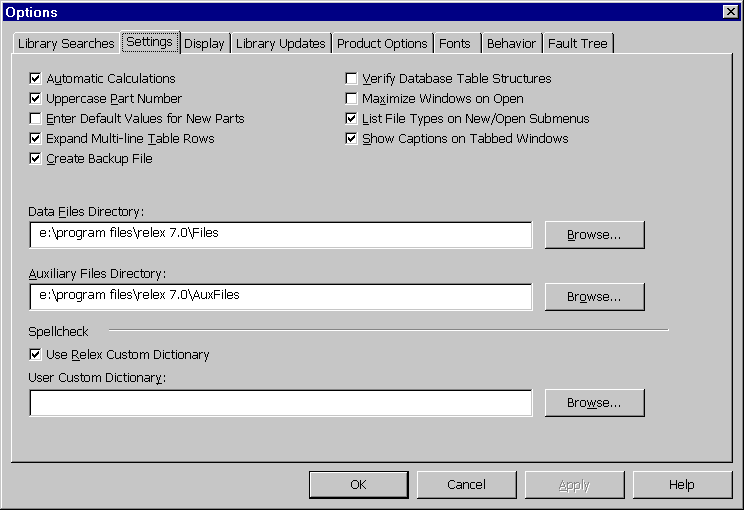 Options
Library Searches Settings Display Library Updates Product Options Fonts Behavior Fault Tree
Automatic Calculations
Uppercase Part Number
Enter Default Values for New Parts
Expand Multi-line Table Rows
Create Backup File
Verify Database Table Structures
Maximize Windows on Open
List File Types on New/Open Submenus
Show Captions on Tabbed Windows
Data Files Directory:
e:\program files\relex 7.0\Files
Browse...
Auxiliary Files Directory:
e:\program files\relex 7.0\AuxFiles
Browse...
Spellcheck
Use Relex Custom Dictionary
User Custom Dictionary:
Browse...
OK Cancel Apply Help